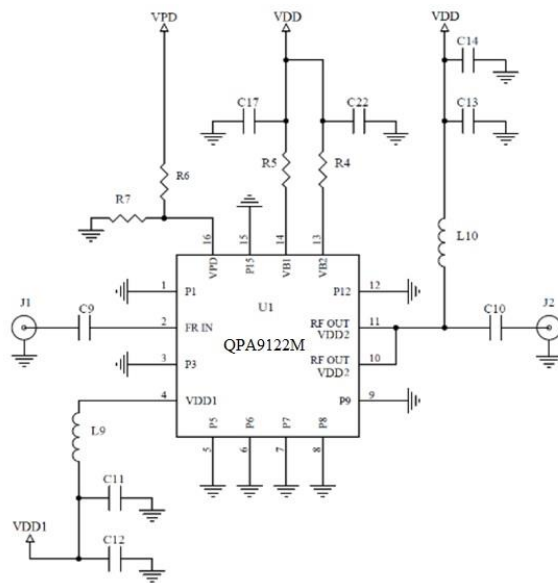 VPD
VDD
VDD
C14
C17
C22
C13
R5
R4
R6
R7
L10
16
15
14
13
VPD
P15
VB1
VB2
J1
C9
1
P1
U1
P12
12
C10
J2
2
FR IN
RF OUT
VDD2
11
QPA9122M
3
P3
RF OUT
VDD2
10
4
VDD1
P9
9
L9
P5
P6
P7
P8
5
6
7
8
C11
VDD1
C12